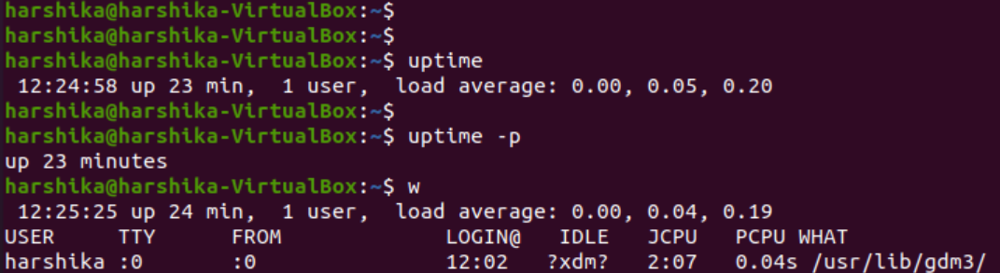 harshika@harshika-VirtualBox:~$
harshika@harshika-VirtualBox:~$
harshika@harshika-VirtualBox:~$ uptime
 12:24:58 up 23 min,  1 user,  load average: 0.00, 0.05, 0.20
harshika@harshika-VirtualBox:~$
harshika@harshika-VirtualBox:~$ uptime -p
up 23 minutes
harshika@harshika-VirtualBox:~$ w
 12:25:25 up 24 min,  1 user,  load average: 0.00, 0.04, 0.19
USER     TTY      FROM             LOGIN@   IDLE   JCPU   PCPU WHAT
harshika :0       :0               12:02   ?xdm?   2:07   0.04s /usr/lib/gdm3/